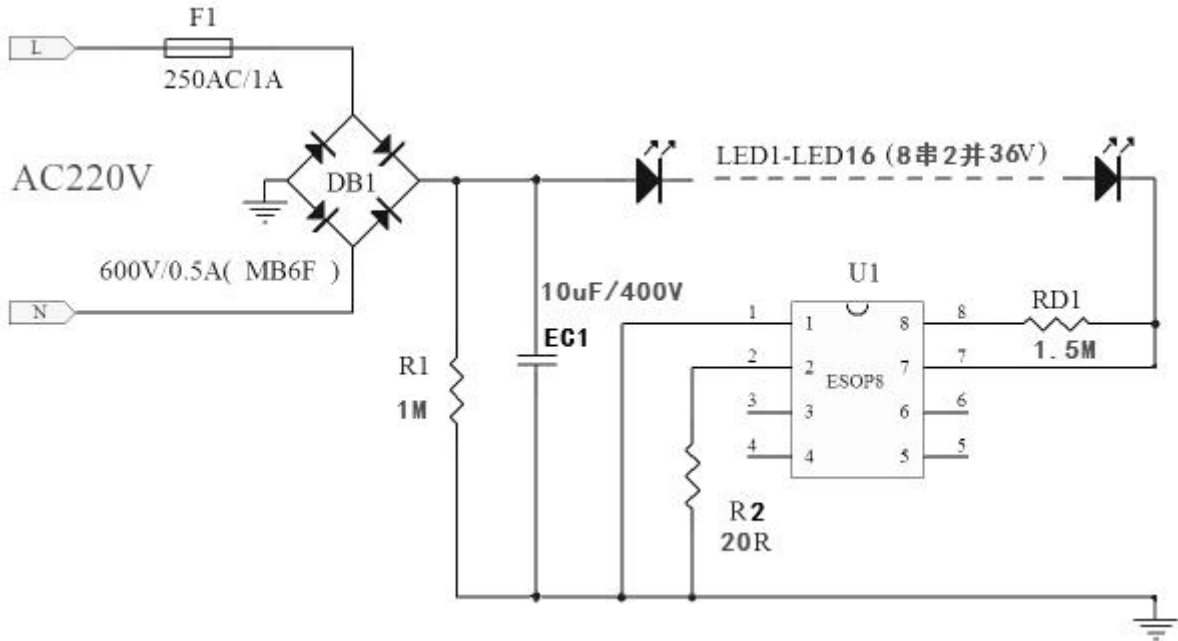 F1
L
250AC/1A
AC220V
DB1
LED1-LED16 (8串2并36V)
600V/0.5A( MB6F )
N
10uF/400V
EC1
R1
1M
U1
1 1 8 8
RD1
1.5M
2 2 7 7
ESOP8
3 3 6 6
4 4 5 5
R2
20R